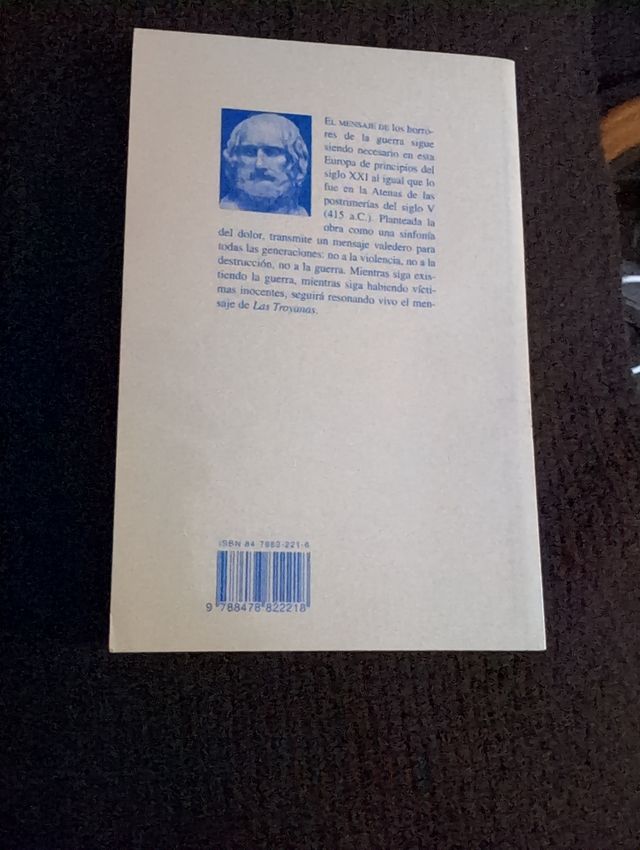 EL MENSAJE DE los horro-
res de la guerra sigue
siendo necesario en esta
Europa de principios del
siglo XXI al igual que lo
fue en la Atenas de las
postrimerías del siglo V
(415 a.C.). Planteada la
obra como una sinfonía
del dolor, transmite un mensaje valedero para
todas las generaciones: no a la violencia, no a la
destrucción, no a la guerra. Mientras siga exis-
tiendo la guerra, mientras siga habiendo vícti-
mas inocentes, seguirá resonando vivo el men-
saje de Las Troyanas.
ISBN 84-7882-221-6
9 788478 822218